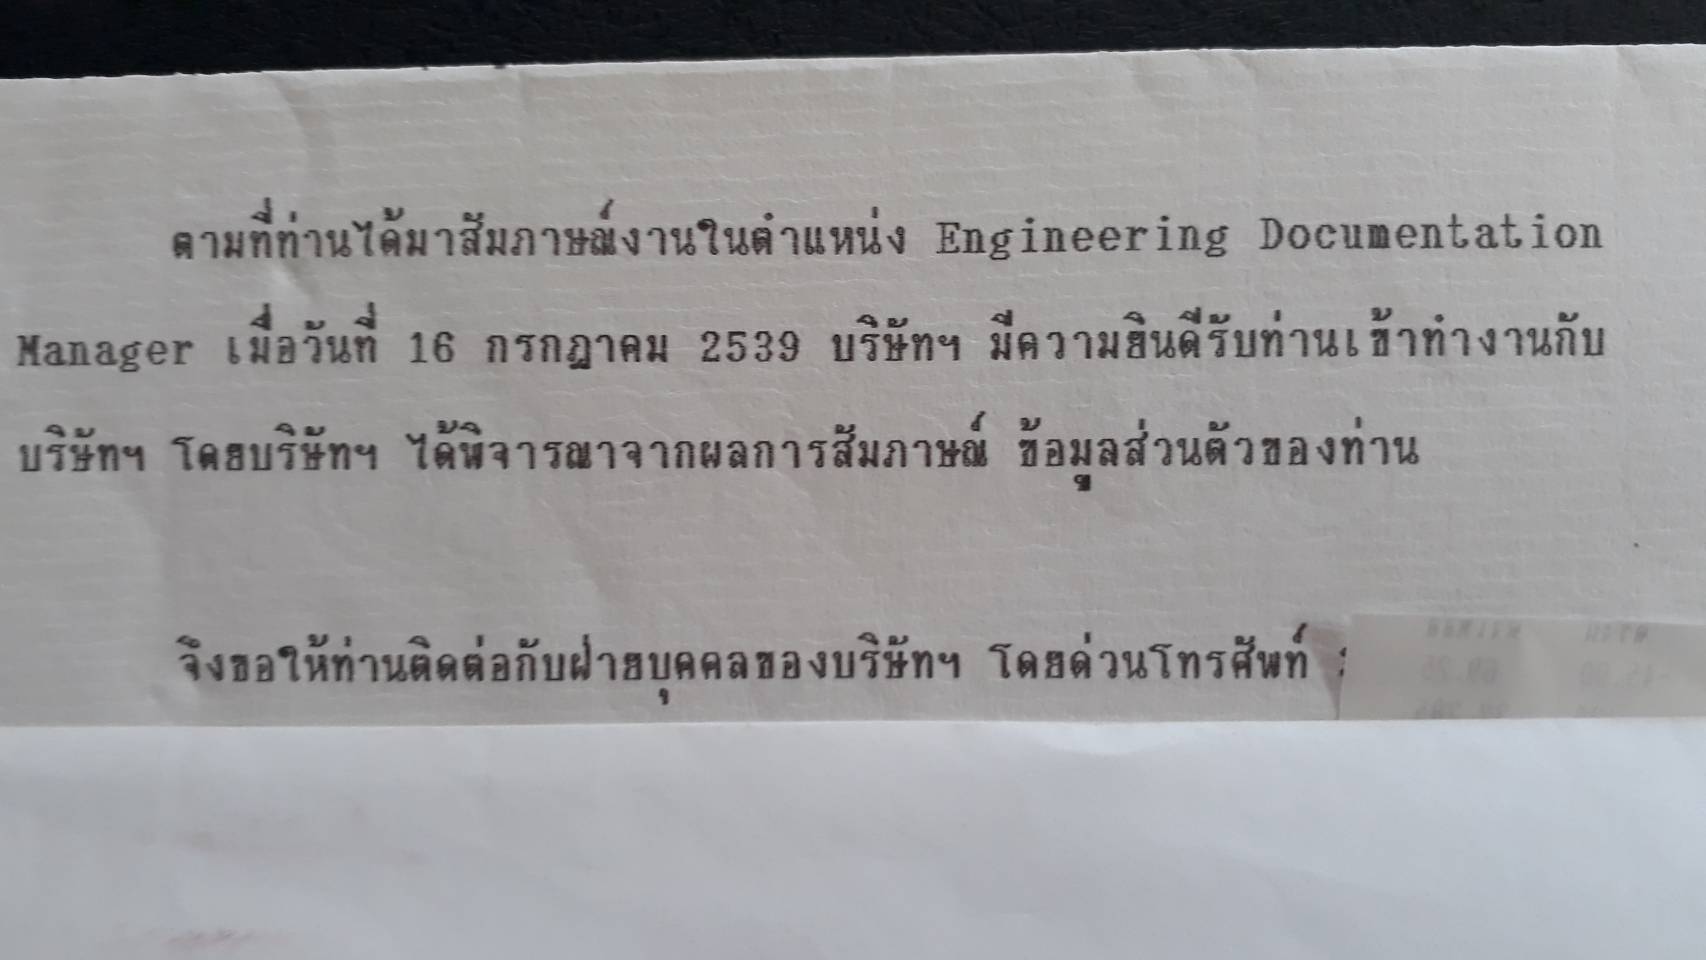 ตามที่ท่านได้มาสัมภาษณ์งานในตำแหน่ง Engineering Documentation
Manager เมื่อวันที่ 16 กรกฎาคม 2539 บริษัทฯ มีความยินดีรับท่านเข้าทำงานกับ
บริษัทฯ โดยบริษัทฯ ได้พิจารณาจากผลการสัมภาษณ์ ข้อมูลส่วนตัวของท่าน
จึงขอให้ท่านติดต่อกับฝ่ายบุคคลของบริษัทฯ โดยด่วนโทรศัพท์ :